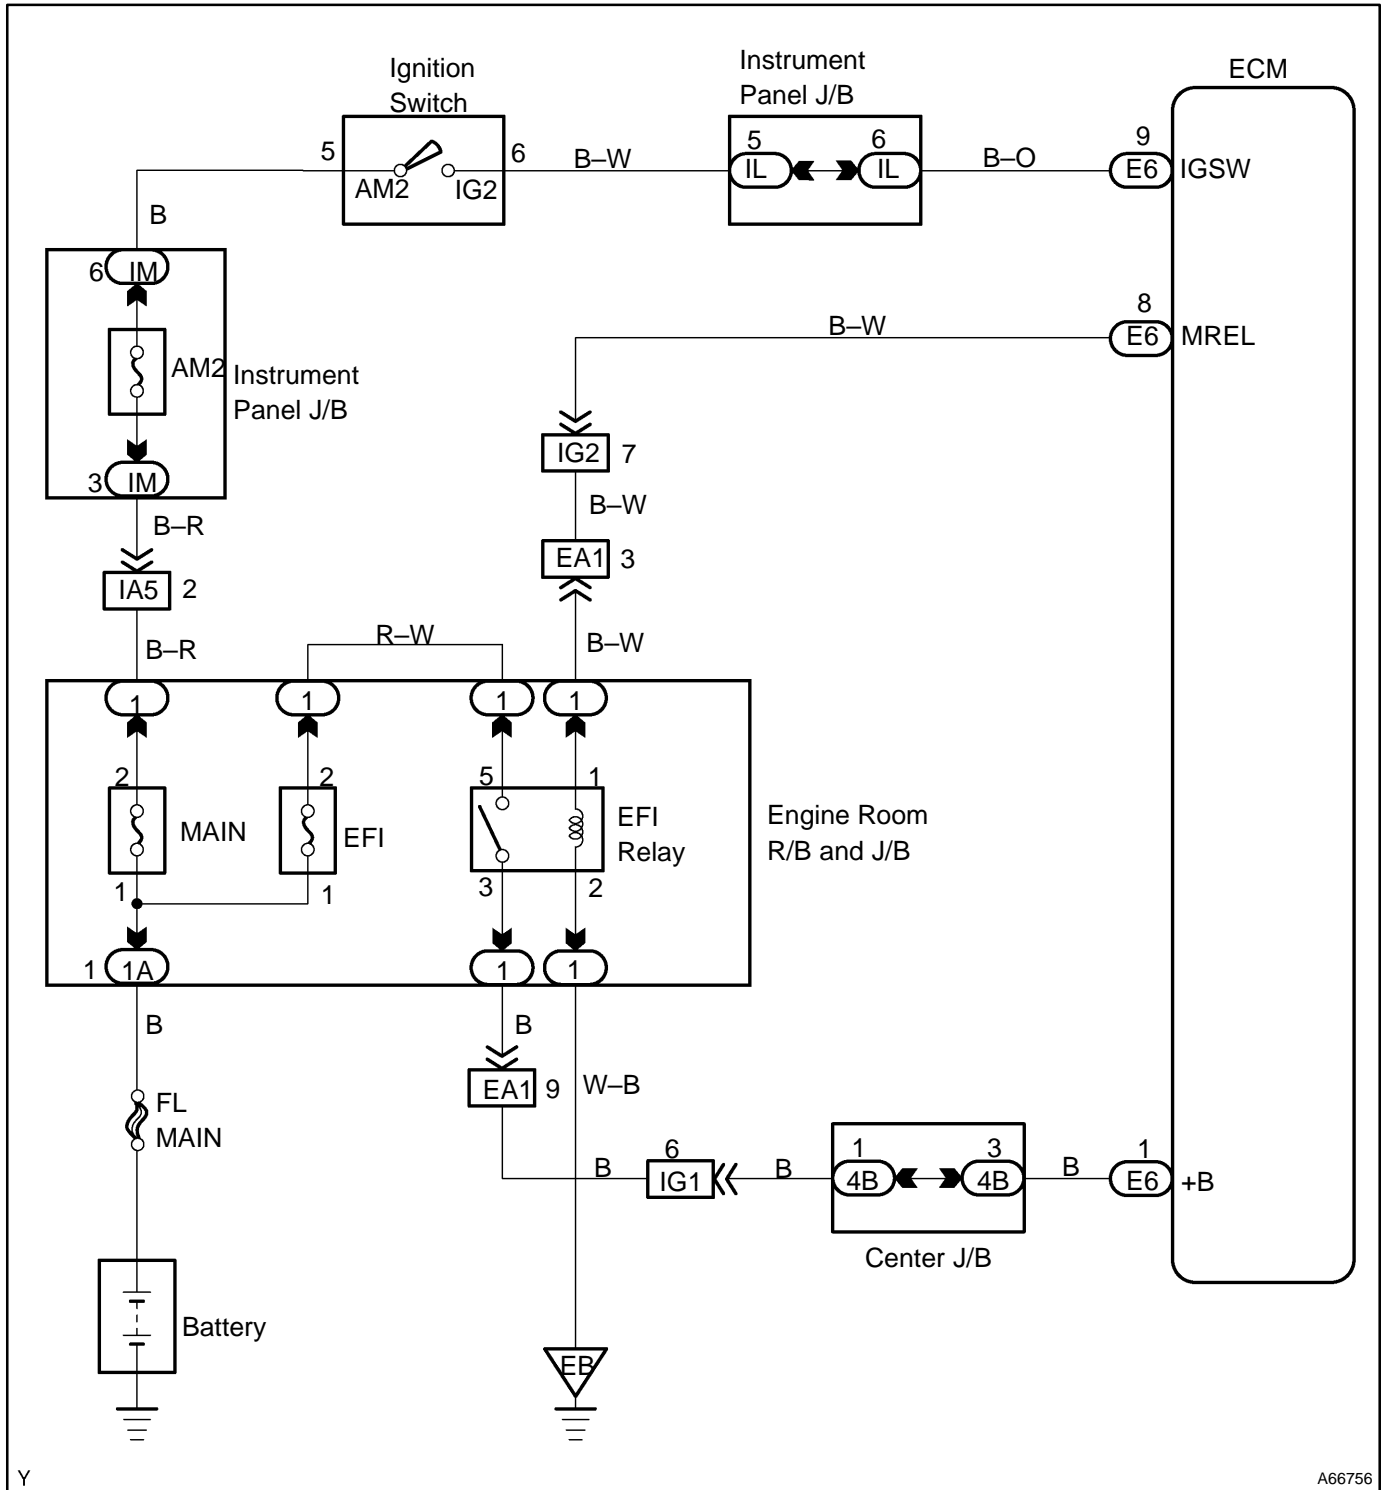 Ignition
Switch
Instrument
Panel J/B
ECM
5
AM2
IG2
6
B–W
5
IL
6
IL
B–O
9
E6
IGSW
B
6
IM
AM2
Instrument
Panel J/B
3
IM
B–W
8
E6
MREL
IG2
7
B–R
B–W
IA5
2
EA1
3
B–R
R–W
B–W
1
1
1
1
2
MAIN
1
2
EFI
1
5
1
EFI
Relay
3
2
Engine Room
R/B and J/B
1
1A
1
1
B
FL
MAIN
B
EA1
9
W–B
B
6
IG1
B
1
4B
3
4B
B
1
E6
+B
Center J/B
Battery
EB
Y
A66756